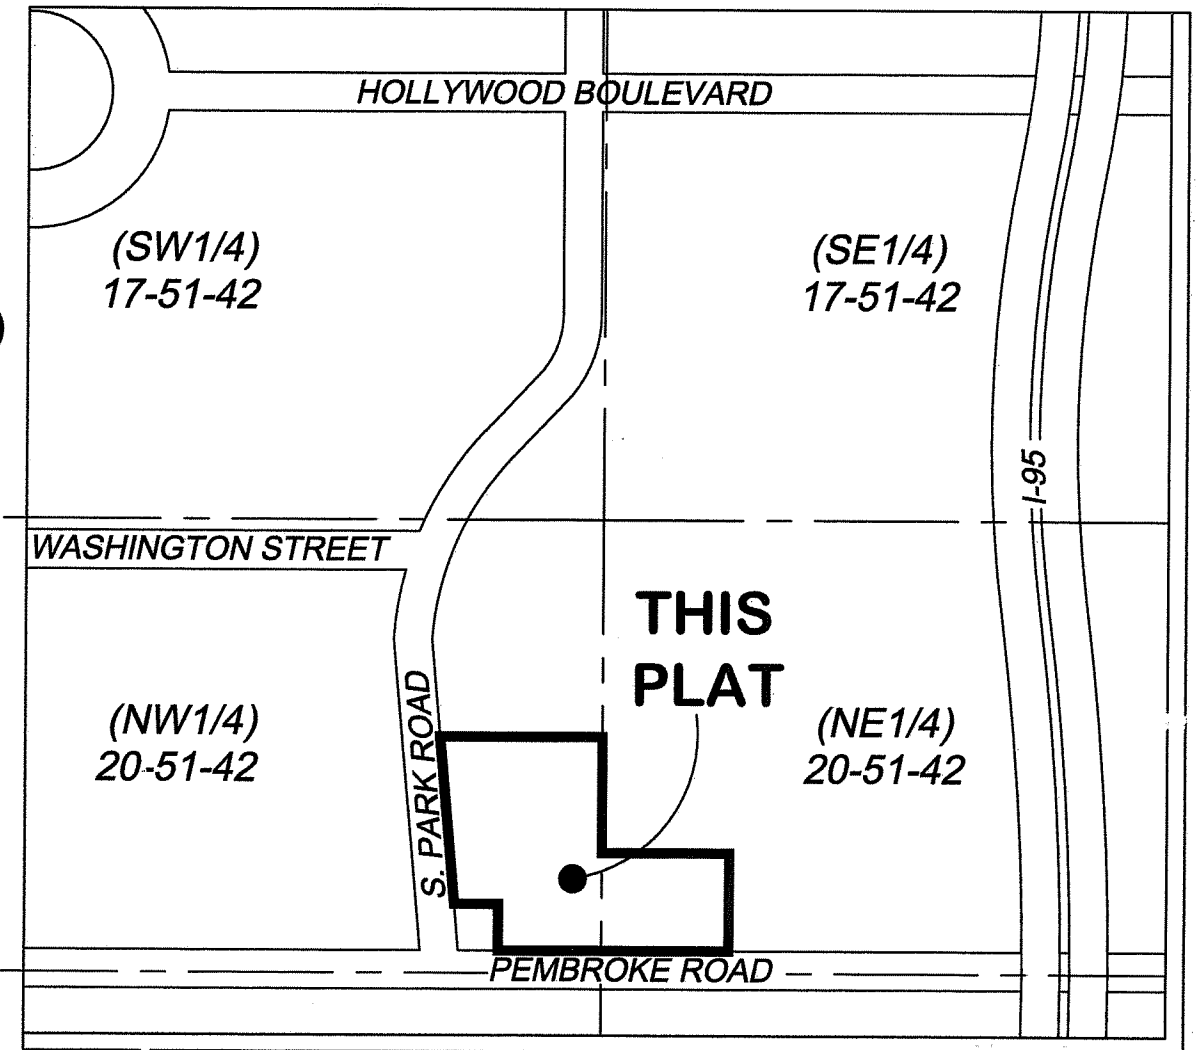 HOLLYWOOD BOULEVARD
(SW1/4)
17-51-42
(SE1/4)
17-51-42
I-95
WASHINGTON STREET
THIS
PLAT
(NW1/4)
20-51-42
S. PARK ROAD
(NE1/4)
20-51-42
PEMBROKE ROAD